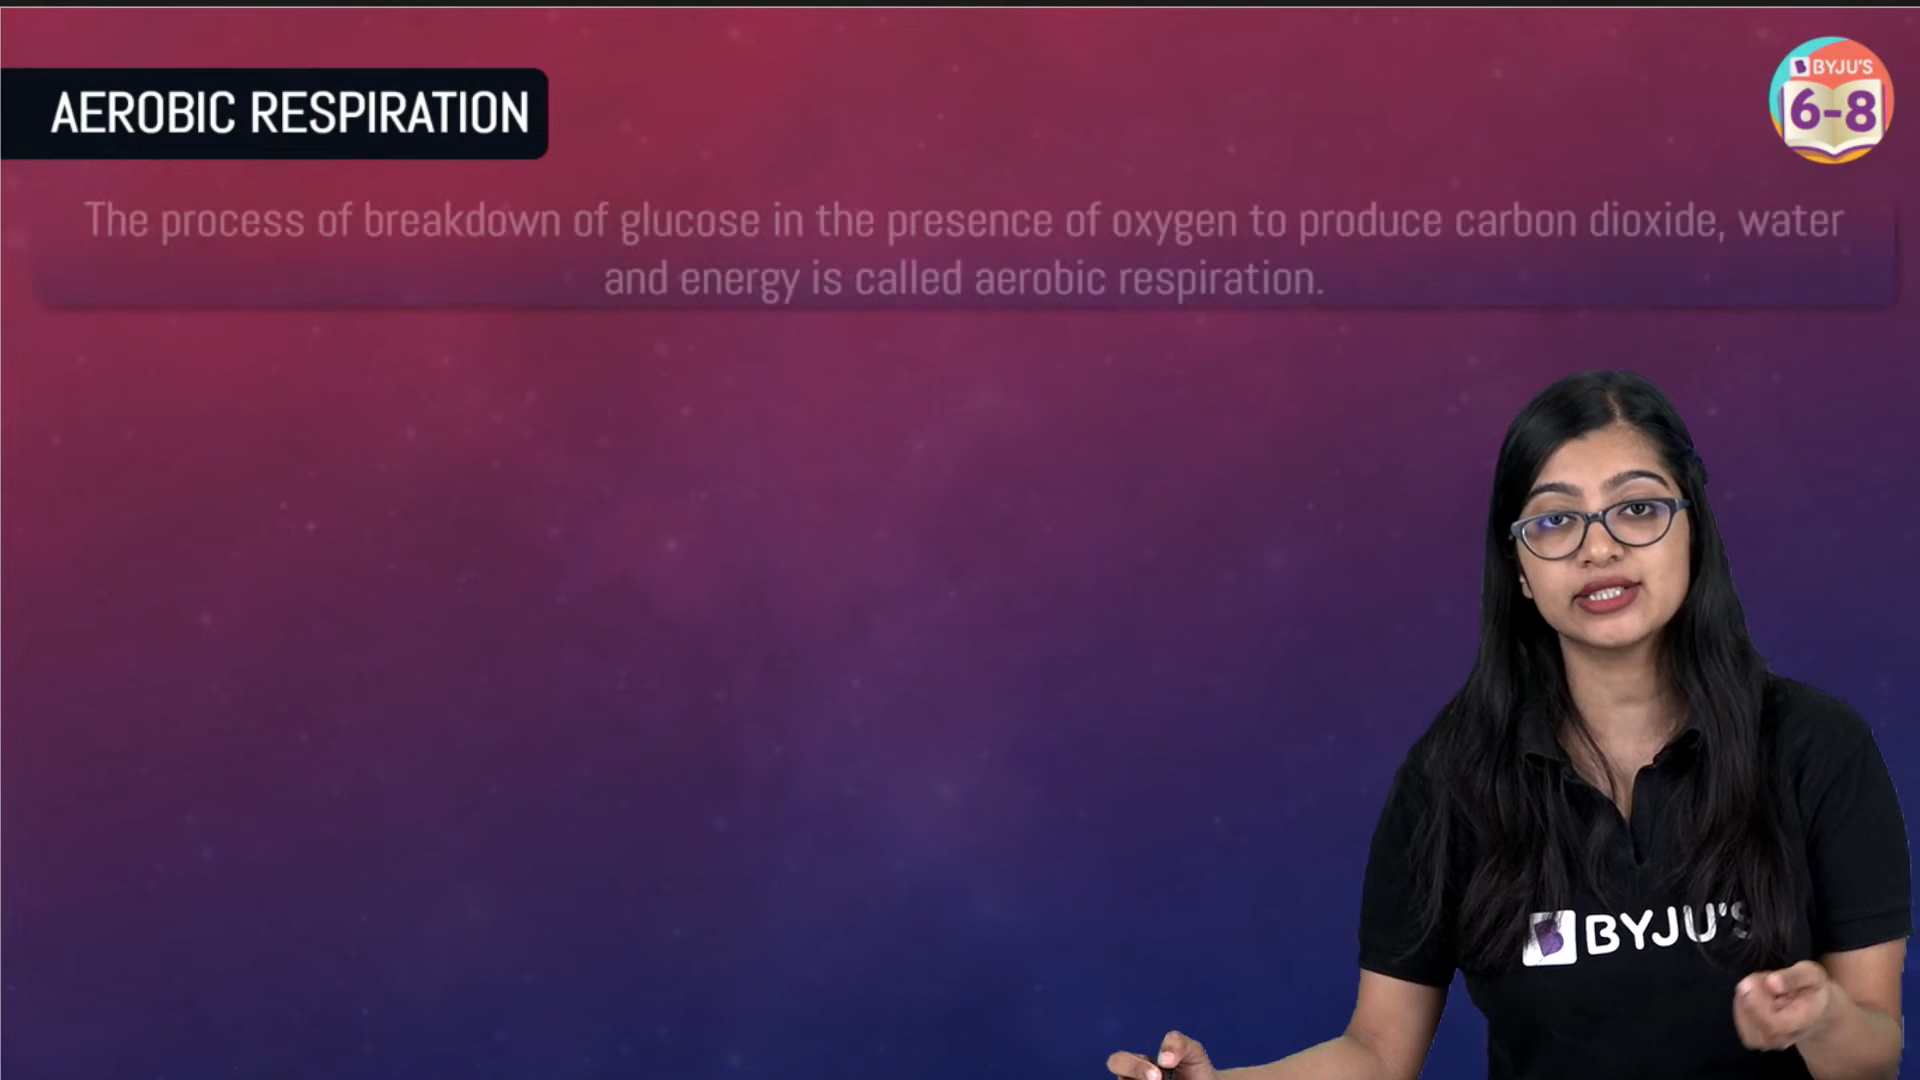 AEROBIC RESPIRATION
BYJU'S
6-8
The process of breakdown of glucose in the presence of oxygen to produce carbon dioxide, water
and energy is called aerobic respiration.
BYJU'S